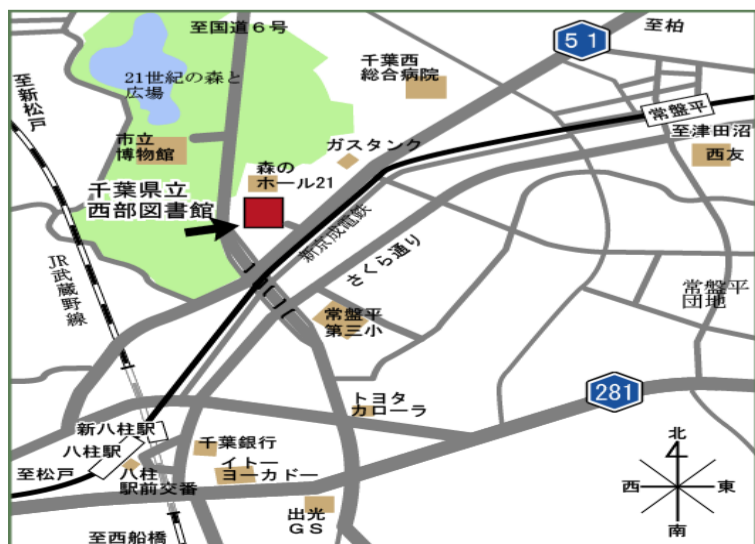 至国道6号
51
至柏
千葉西
総合病院
至新松戸
21世紀の森と
広場
常盤平
至津田沼
西友
市立
博物館
ガスタンク
森の
ホール21
千葉県立
西部図書館
新京成電鉄
さくら通り
JR武蔵野線
常盤平
団地
常盤平
第三小
281
トヨタ
カローラ
新八柱駅
八柱駅
千葉銀行
至松戸
八柱
駅前交番
イトー
ヨーカドー
出光
GS
至西船橋
北
西
東
南